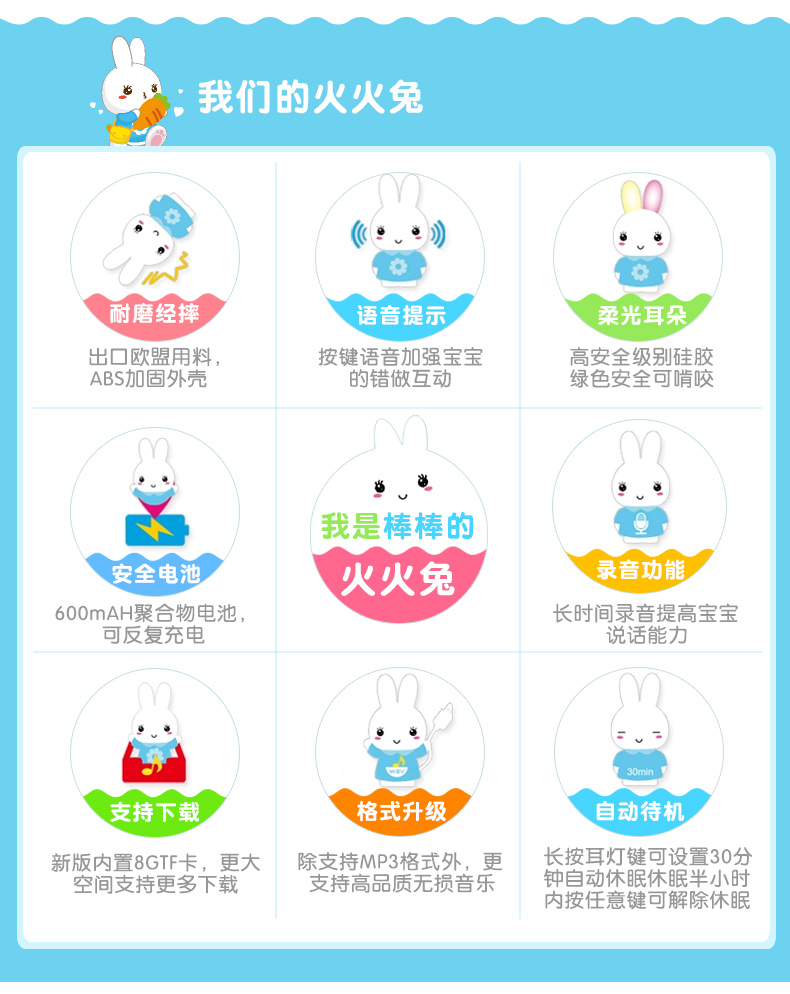 我们的火火兔
耐磨经摔
出口欧盟用料，
ABS加固外壳
语音提示
按键语音加强宝宝
的错做互动
柔光耳朵
高安全级别硅胶
绿色安全可啃咬
安全电池
600mAH聚合物电池，
可反复充电
我是棒棒的
火火兔
录音功能
长时间录音提高宝宝
说话能力
支持下载
新版内置8GTF卡，更大
空间支持更多下载
格式升级
除支持MP3格式外，更
支持高品质无损音乐
30min
自动待机
长按耳灯键可设置30分
钟自动休眠休眠半小时
内按任意键可解除休眠